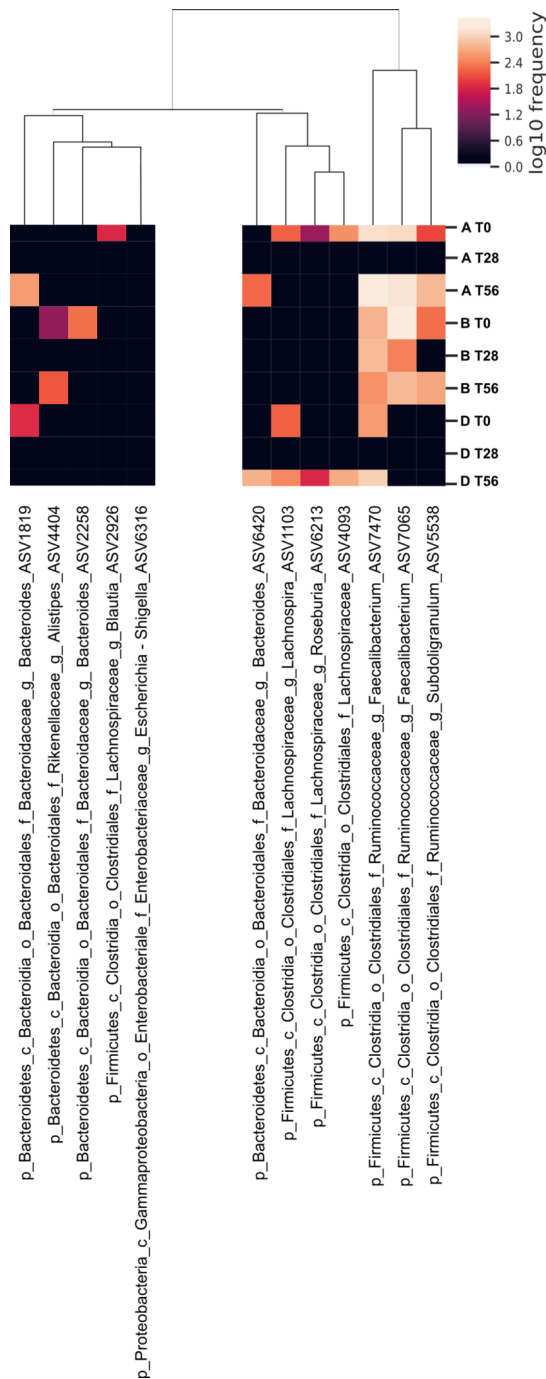 3.0
2.4
1.8
1.2
0.6
0.0
log10 frequency
A T0
A T28
A T56
B T0
B T28
B T56
D T0
D T28
D T56
p_Bacteroidetes_c_Bacteroidia_o_Bacteroidales_f_Bacteroidaceae_g_ Bacteroides_ASV1819
p_Bacteroidetes_c_Bacteroidia_o_Bacteroidales_f_Rikenellaceae_g_ Alistipes_ASV4404
p_Bacteroidetes_c_Bacteroidia_o_Bacteroidales_f_Bacteroidaceae_g_ Bacteroides_ASV2258
p_Firmicutes_c_Clostridia_o_Clostridiales_f_Lachnospiraceae_g_Blautia_ASV2926
p_Proteobacteria_c_Gammaproteobacteria_o_Enterobacteriale_f_Enterobacteriaceae_g_Escherichia - Shigella_ASV6316
p_Bacteroidetes_c_Bacteroidia_o_Bacteroidales_f_Bacteroidaceae_g_ Bacteroides_ASV6420
p_Firmicutes_c_Clostridia_o_Clostridiales_f_Lachnospiraceae_g_Lachnospira_ASV1103
p_Firmicutes_c_Clostridia_o_Clostridiales_f_Lachnospiraceae_g_Roseburia_ASV6213
p_Firmicutes_c_Clostridia_o_Clostridiales_f_Lachnospiraceae_ASV4093
p_Firmicutes_c_Clostridia_o_Clostridiales_f_Ruminococcaceae_g_Faecalibacterium_ASV7470
p_Firmicutes_c_Clostridia_o_Clostridiales_f_Ruminococcaceae_g_Faecalibacterium_ASV7065
p_Firmicutes_c_Clostridia_o_Clostridiales_f_Ruminococcaceae_g_Subdoligranulum_ASV5538